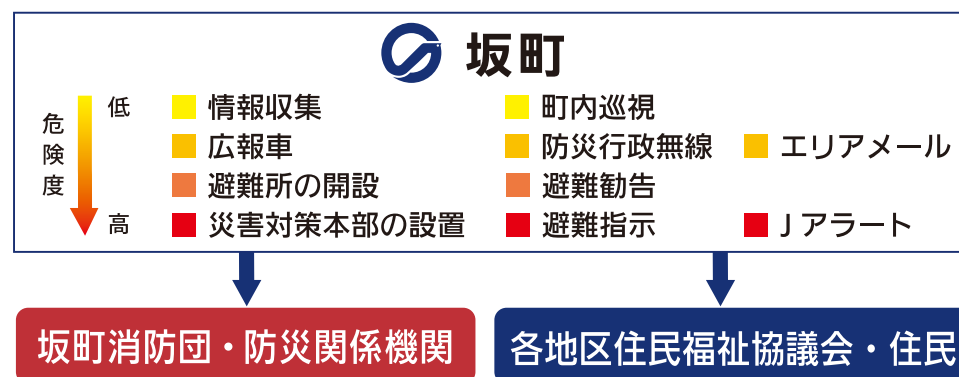 坂町
危険度
低
情報収集 町内巡視
広報車 防災行政無線 エリアメール
避難所の開設 避難勧告
高
災害対策本部の設置 避難指示 Jアラート
坂町消防団・防災関係機関
各地区住民福祉協議会・住民